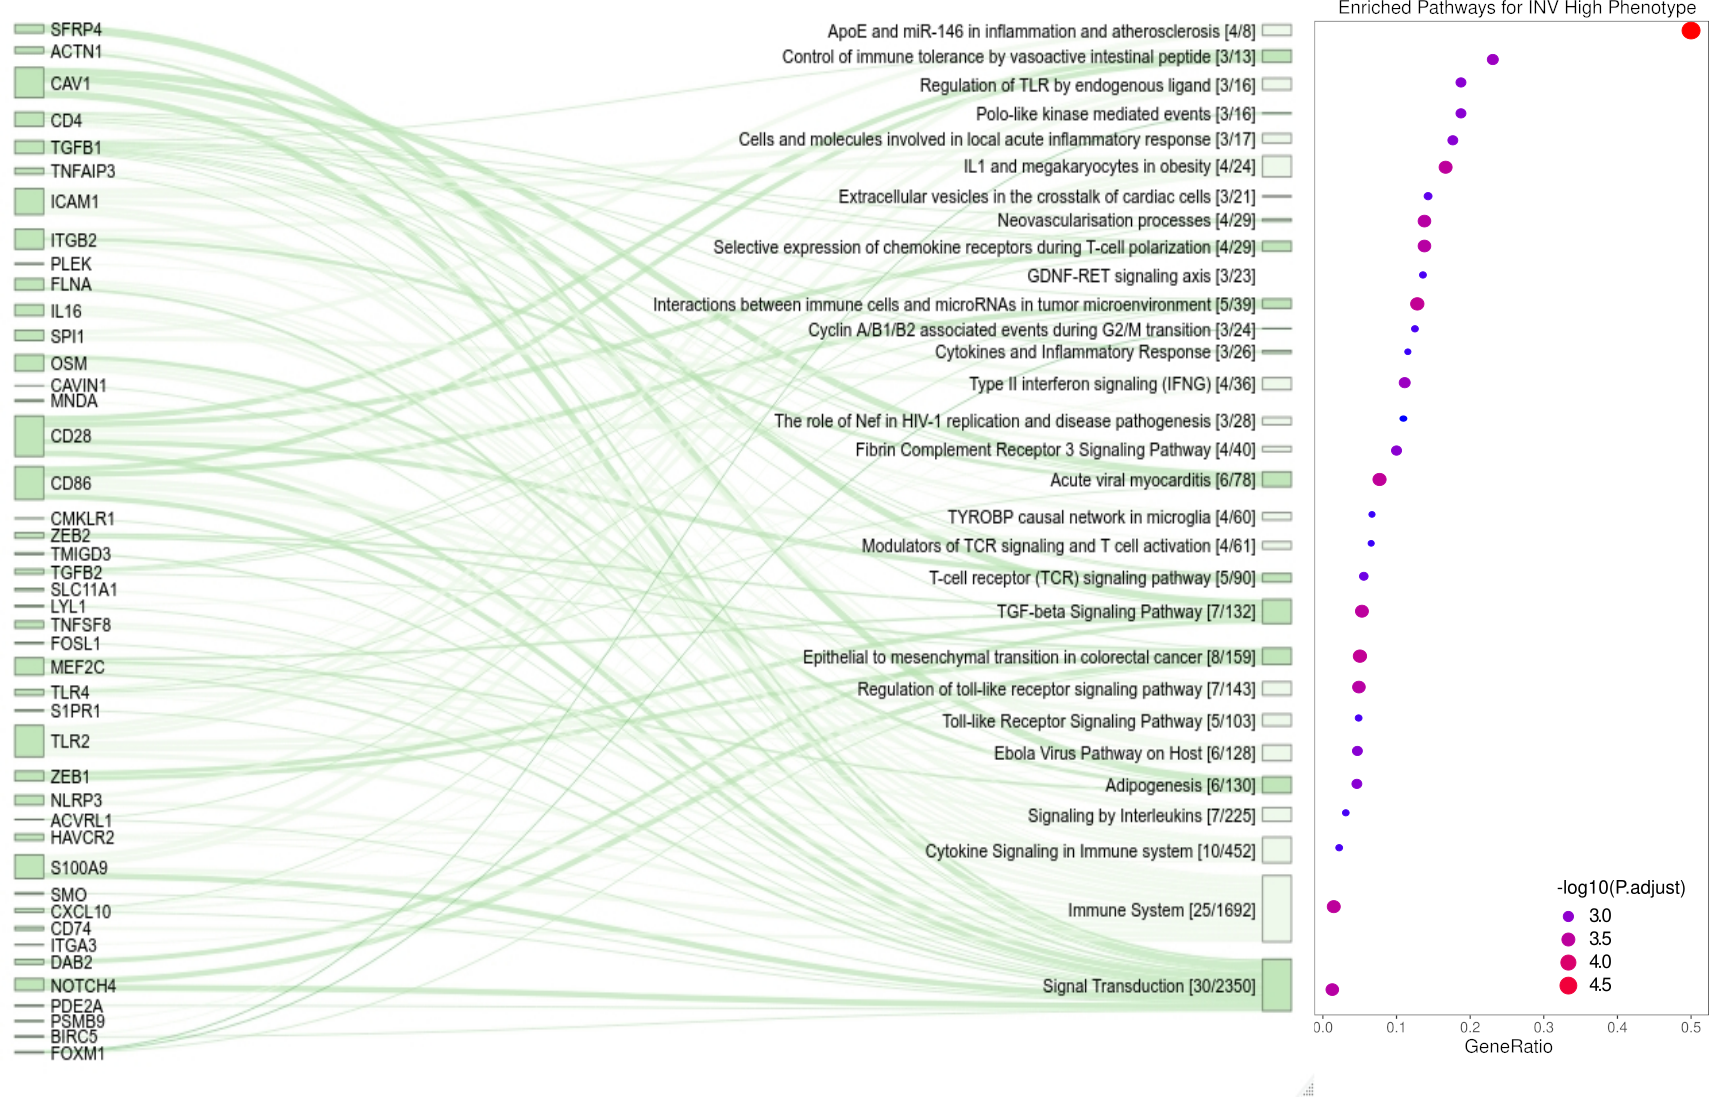 Enriched Pathways for INV High Phenotype
SFRP4
ACTN1
CAV1
CD4
TGFB1
TNFAIP3
ICAM1
ITGB2
PLEK
FLNA
IL16
SPI1
OSM
CAVIN1
MNDA
CD28
CD86
CMKLR1
ZEB2
TMIGD3
TGFB2
SLC11A1
LYL1
TNFSF8
FOSL1
MEF2C
TLR4
S1PR1
TLR2
ZEB1
NLRP3
ACVRL1
HAVCR2
S100A9
SMO
CXCL10
CD74
ITGA3
DAB2
NOTCH4
PDE2A
PSMB9
BIRC5
FOXM1
ApoE and miR-146 in inflammation and atherosclerosis [4/8]
Control of immune tolerance by vasoactive intestinal peptide [3/13]
Regulation of TLR by endogenous ligand [3/16]
Polo-like kinase mediated events [3/16]
Cells and molecules involved in local acute inflammatory response [3/17]
IL1 and megakaryocytes in obesity [4/24]
Extracellular vesicles in the crosstalk of cardiac cells [3/21]
Neovascularisation processes [4/29]
Selective expression of chemokine receptors during T-cell polarization [4/29]
GDNF-RET signaling axis [3/23]
Interactions between immune cells and microRNAs in tumor microenvironment [5/39]
Cyclin A/B1/B2 associated events during G2/M transition [3/24]
Cytokines and Inflammatory Response [3/26]
Type II interferon signaling (IFNG) [4/36]
The role of Nef in HIV-1 replication and disease pathogenesis [3/28]
Fibrin Complement Receptor 3 Signaling Pathway [4/40]
Acute viral myocarditis [6/78]
TYROBP causal network in microglia [4/60]
Modulators of TCR signaling and T cell activation [4/61]
T-cell receptor (TCR) signaling pathway [5/90]
TGF-beta Signaling Pathway [7/132]
Epithelial to mesenchymal transition in colorectal cancer [8/159]
Regulation of toll-like receptor signaling pathway [7/143]
Toll-like Receptor Signaling Pathway [5/103]
Ebola Virus Pathway on Host [6/128]
Adipogenesis [6/130]
Signaling by Interleukins [7/225]
Cytokine Signaling in Immune system [10/452]
Immune System [25/1692]
Signal Transduction [30/2350]
-log10(P.adjust)
3.0
3.5
4.0
4.5
0.0 0.1 0.2 0.3 0.4 0.5
GeneRatio